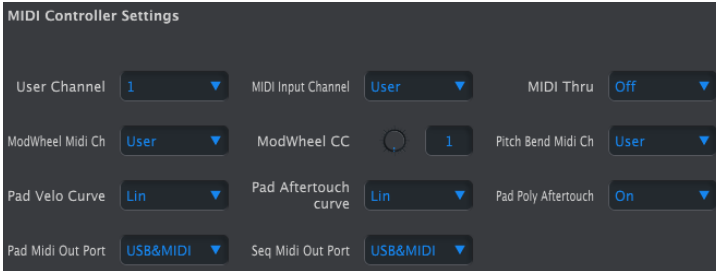 MIDI Controller Settings
User Channel 1 MIDI Input Channel User MIDI Thru Off
ModWheel Midi Ch User ModWheel CC 1 Pitch Bend Midi Ch User
Pad Velo Curve Lin Pad Aftertouch
curve Lin Pad Poly Aftertouch On
Pad Midi Out Port USB&MIDI Seq Midi Out Port USB&MIDI